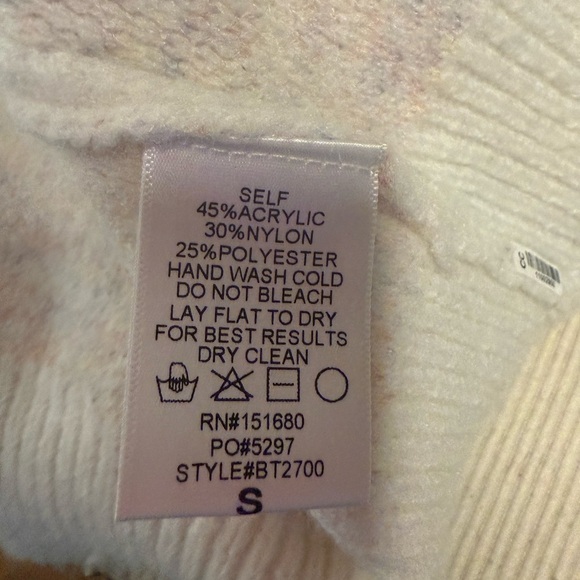 SELF
45%ACRYLIC
30%NYLON
25%POLYESTER
HAND WASH COLD
DO NOT BLEACH
LAY FLAT TO DRY
FOR BEST RESULTS
DRY CLEAN
RN#151680
PO#5297
STYLE#BT2700
S